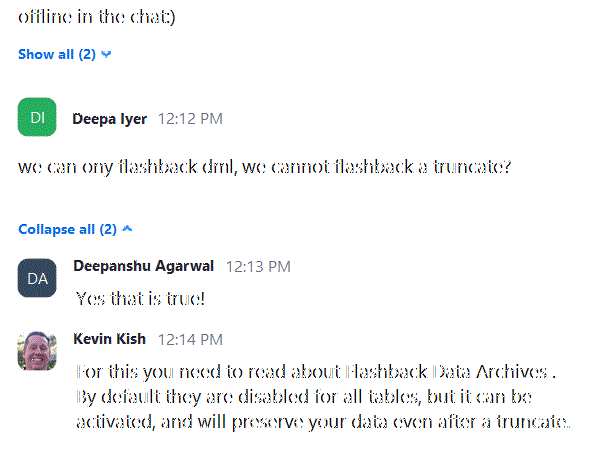 offline in the chat:)
Show all (2)
DI
Deepa Iyer 12:12 PM
we can ony flashback dml, we cannot flashback a truncate?
Collapse all (2)
DA
Deepanshu Agarwal 12:13 PM
Yes that is true!
Kevin Kish 12:14 PM
For this you need to read about Flashback Data Archives .
By default they are disabled for all tables, but it can be
activated, and will preserve your data even after a truncate.